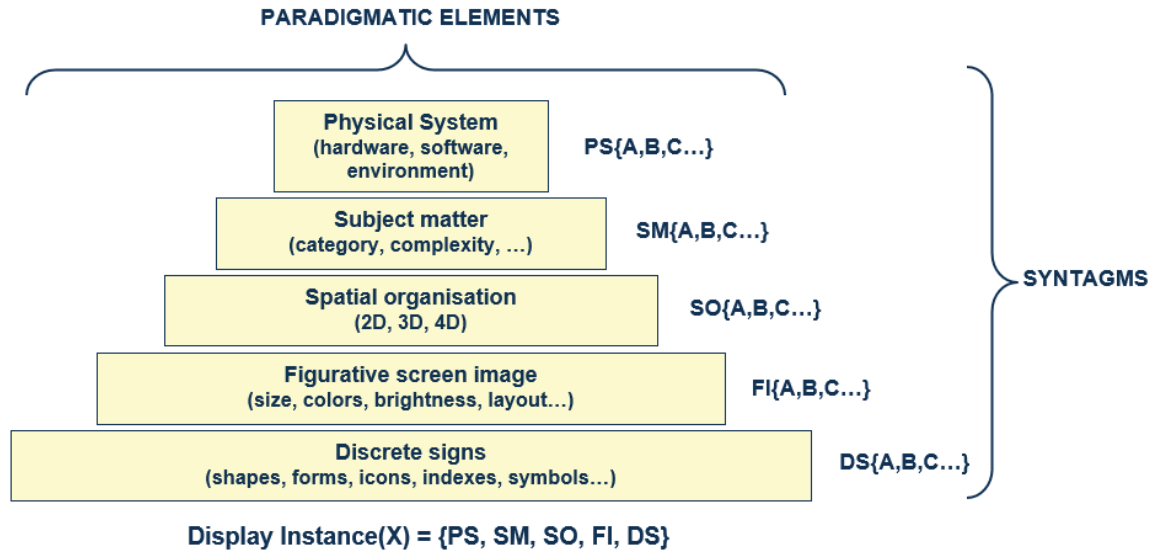 PARADIGMATIC ELEMENTS
Physical System
(hardware, software,
environment)
PS{A,B,C…}
Subject matter
(category, complexity, …)
SM{A,B,C…}
Spatial organisation
(2D, 3D, 4D)
SO{A,B,C…}
SYNTAGMS
Figurative screen image
(size, colors, brightness, layout…)
FI{A,B,C…}
Discrete signs
(shapes, forms, icons, indexes, symbols…)
DS{A,B,C…}
Display Instance(X) = {PS, SM, SO, FI, DS}